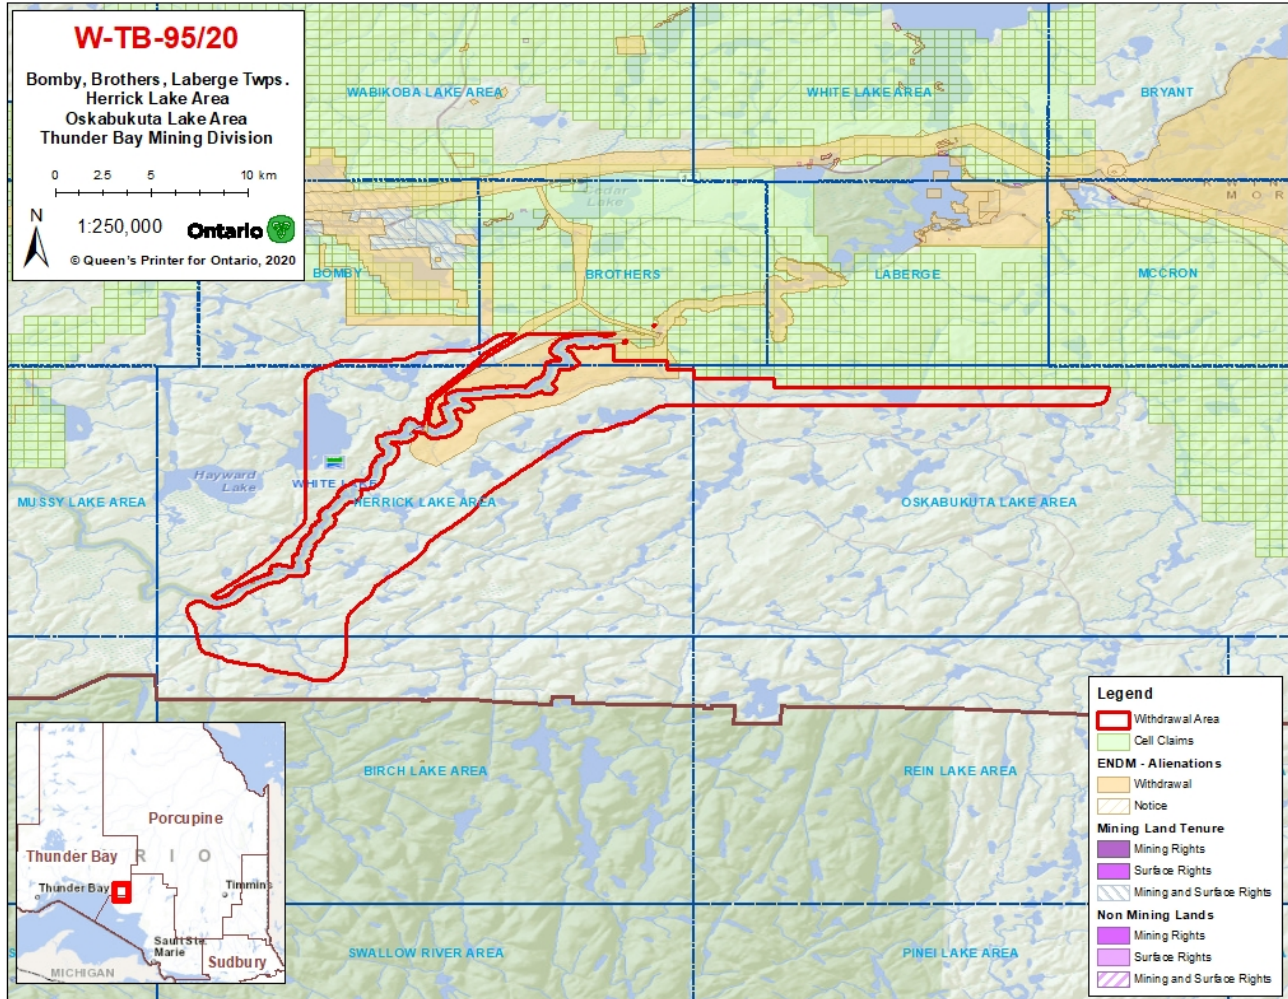 W-TB-95/20
Bomby, Brothers, Laberge Twps.
Herrick Lake Area
Oskabukuta Lake Area
Thunder Bay Mining Division
0 2.5 5 10 km
N
1:250,000
Ontario
© Queen's Printer for Ontario, 2020
WABIKOBA LAKE AREA
WHITE LAKE AREA
BRYANT
Cedar
Lake
BOMBY
BROTHERS
LABERGE
MCCRON
Hayward
Lake
WHITE LAKE
MUSSY LAKE AREA
HERRICK LAKE AREA
OSKABUKUTA LAKE AREA
BIRCH LAKE AREA
REIN LAKE AREA
SWALLOW RIVER AREA
PINEI LAKE AREA
Porcupine
Thunder Bay
R I O
Thunder Bay
Timmins
Sault Ste.
Marie
Sudbury
MICHIGAN
Legend
Withdrawal Area
Cell Claims
ENDM - Alienations
Withdrawal
Notice
Mining Land Tenure
Mining Rights
Surface Rights
Mining and Surface Rights
Non Mining Lands
Mining Rights
Surface Rights
Mining and Surface Rights